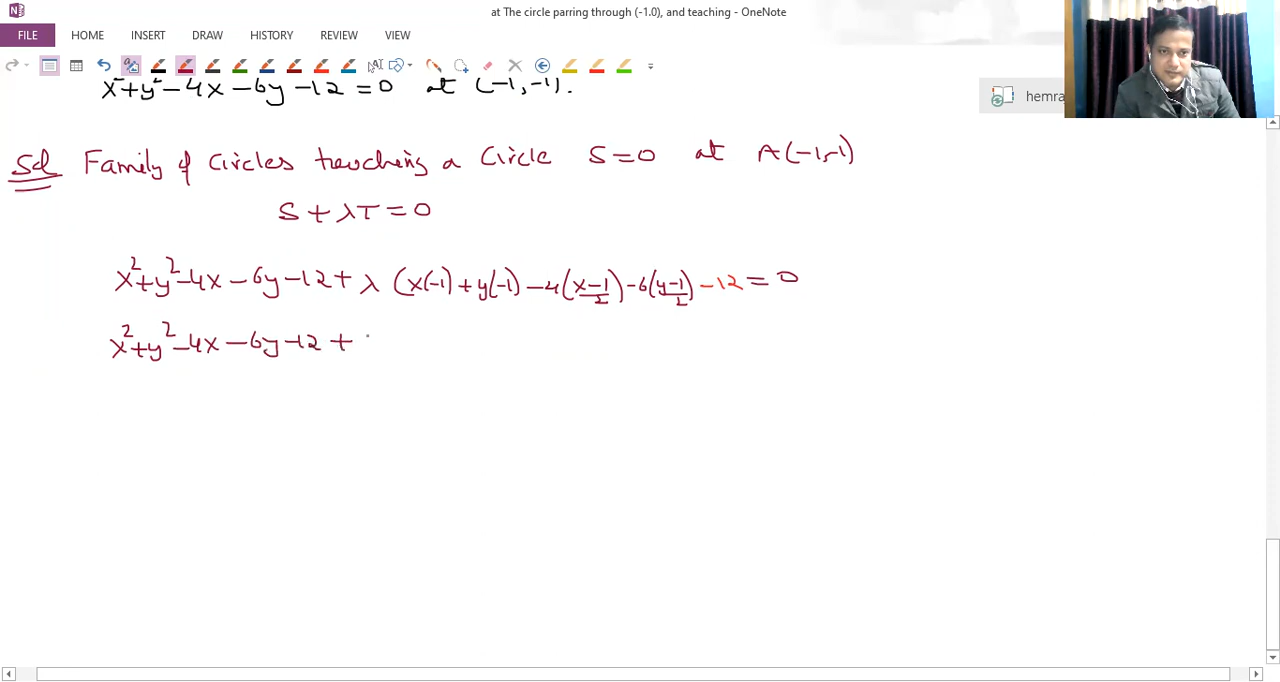 at The circle parring through (-1.0), and teaching - OneNote
FILE HOME INSERT DRAW HISTORY REVIEW VIEW
hemra
x²+y²-4x-6y-12=0 at (-1,-1).
Sol Family of Circles touching a Circle S=0 at A(-1,-1)
S+λT=0
x²+y²-4x-6y-12+λ(x(-1)+y(-1)-4(x-1)/2-6(y-1)/2-12=0
x²+y²-4x-6y-12+